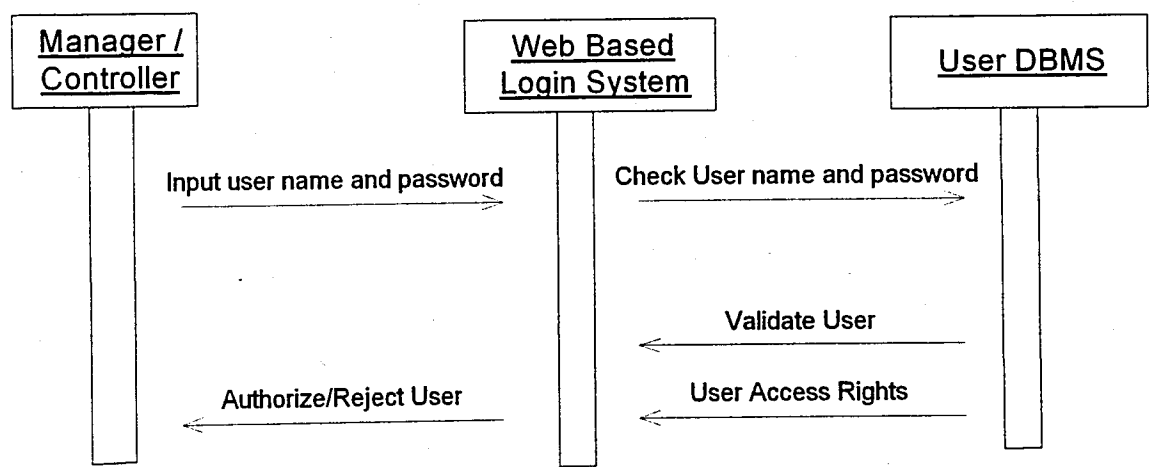 Manager /
Controller
Web Based
Login System
User DBMS
Input user name and password
Check User name and password
Validate User
Authorize/Reject User
User Access Rights